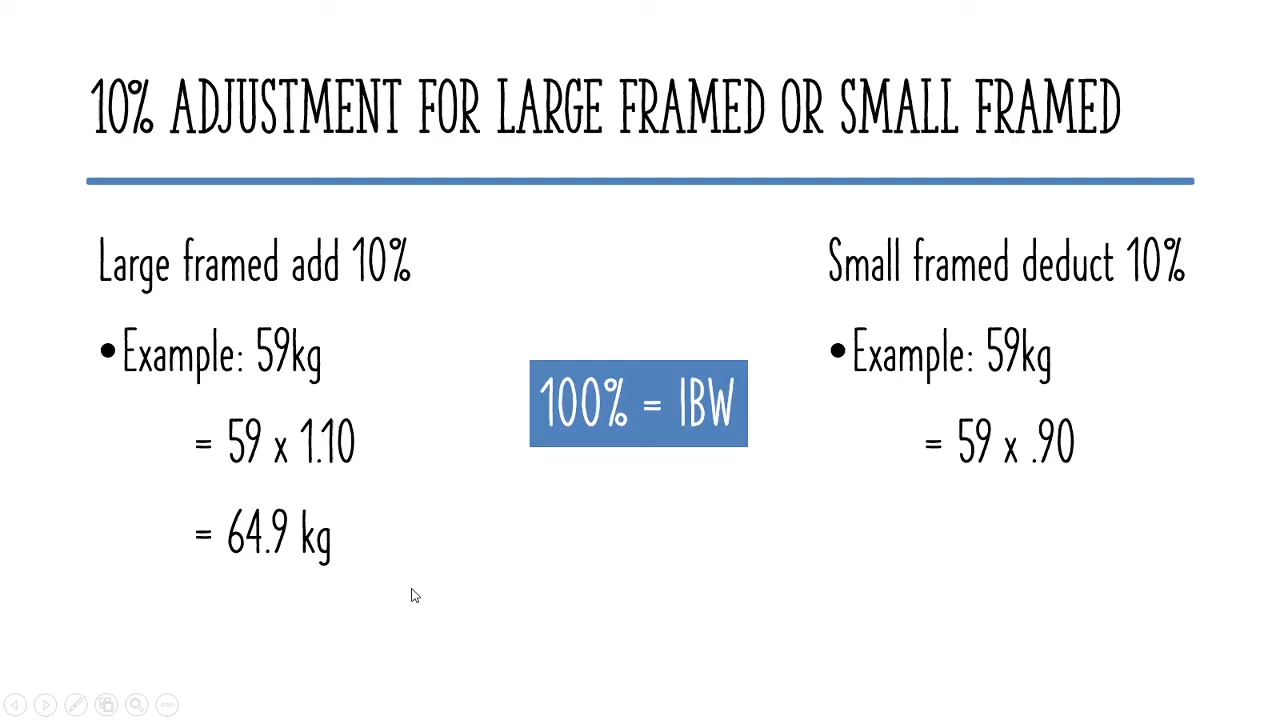 10% ADJUSTMENT FOR LARGE FRAMED OR SMALL FRAMED
Large framed add 10%
•Example: 59kg
= 59 x 1.10
= 64.9 kg
100% = IBW
Small framed deduct 10%
•Example: 59kg
= 59 x .90